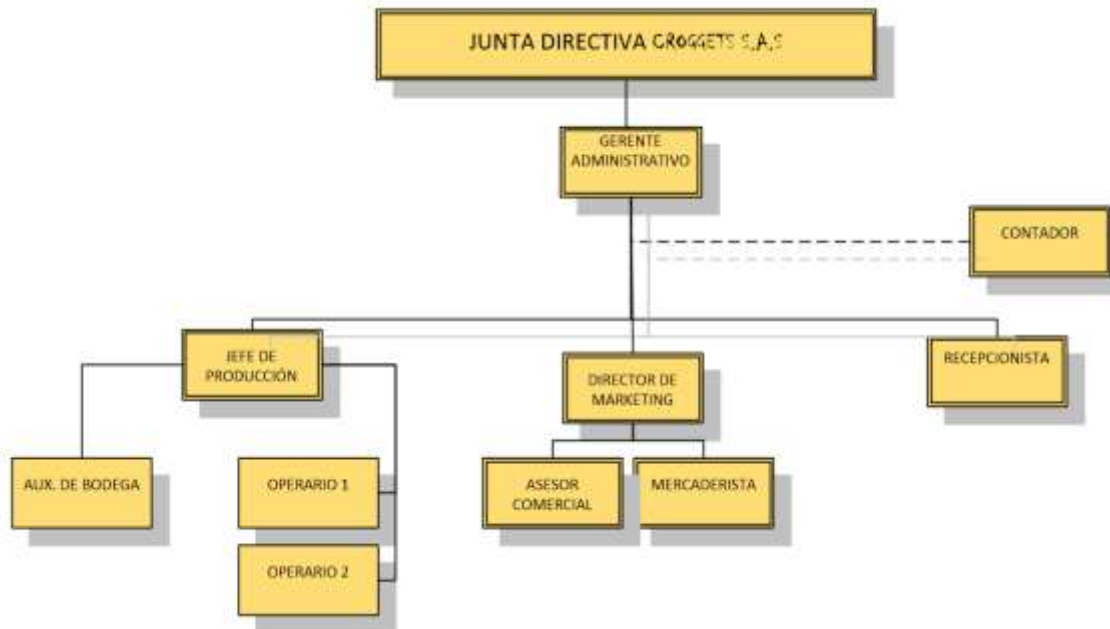 JUNTA DIRECTIVA GROGGETS S.A.S
GERENTE
ADMINISTRATIVO
CONTADOR
JEFE DE
PRODUCCIÓN
DIRECTOR DE
MARKETING
RECEPCIONISTA
AUX. DE BODEGA
OPERARIO 1
ASESOR
COMERCIAL
MERCADERISTA
OPERARIO 2